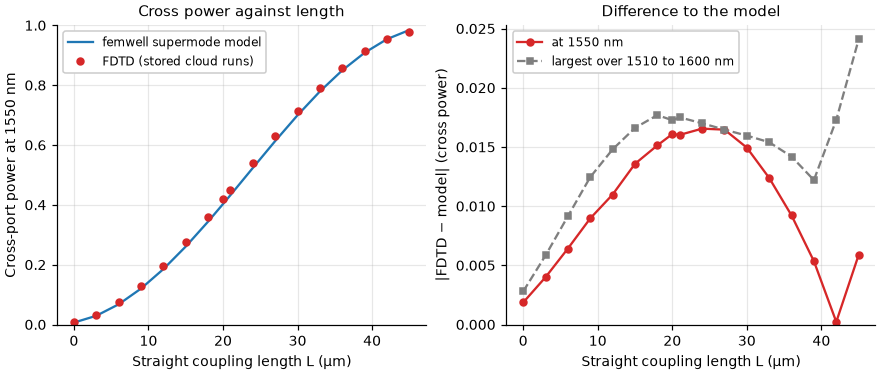 Cross power against length
Cross-port power at 1550 nm
1.0
0.8
0.6
0.4
0.2
0.0
femwell supermode model
FDTD (stored cloud runs)
0 10 20 30 40
Straight coupling length L (μm)
Difference to the model
|FDTD − model| (cross power)
0.025
0.020
0.015
0.010
0.005
0.000
at 1550 nm
largest over 1510 to 1600 nm
0 10 20 30 40
Straight coupling length L (μm)